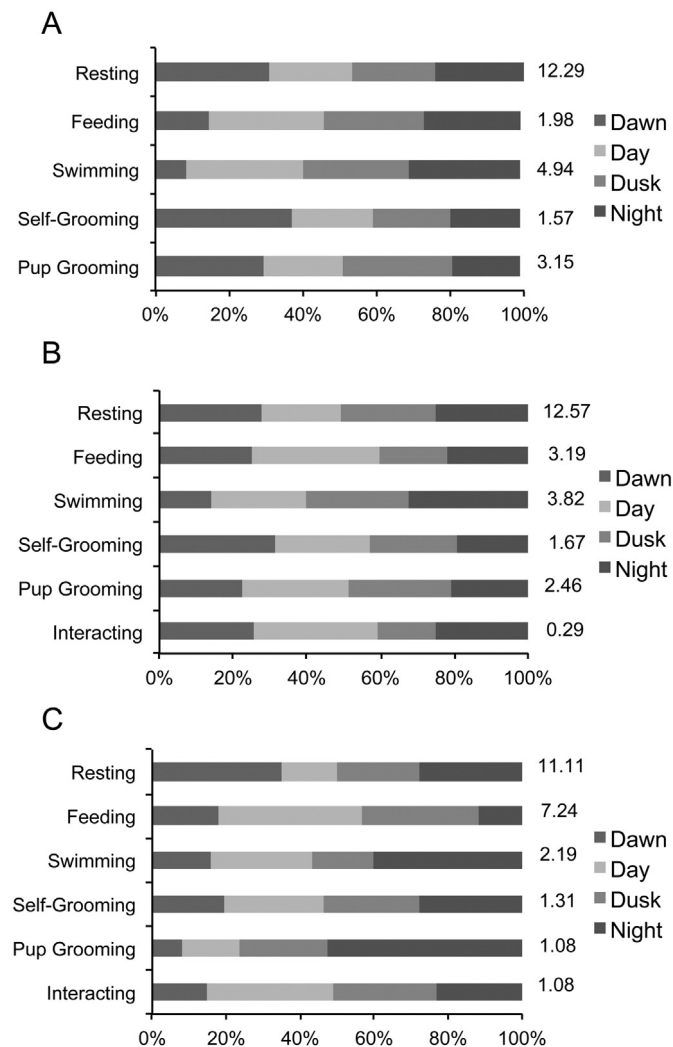 A
Resting 12.29
Feeding 1.98
Swimming 4.94
Self-Grooming 1.57
Pup Grooming 3.15
0% 20% 40% 60% 80% 100%
Dawn
Day
Dusk
Night
B
Resting 12.57
Feeding 3.19
Swimming 3.82
Self-Grooming 1.67
Pup Grooming 2.46
Interacting 0.29
0% 20% 40% 60% 80% 100%
Dawn
Day
Dusk
Night
C
Resting 11.11
Feeding 7.24
Swimming 2.19
Self-Grooming 1.31
Pup Grooming 1.08
Interacting 1.08
0% 20% 40% 60% 80% 100%
Dawn
Day
Dusk
Night